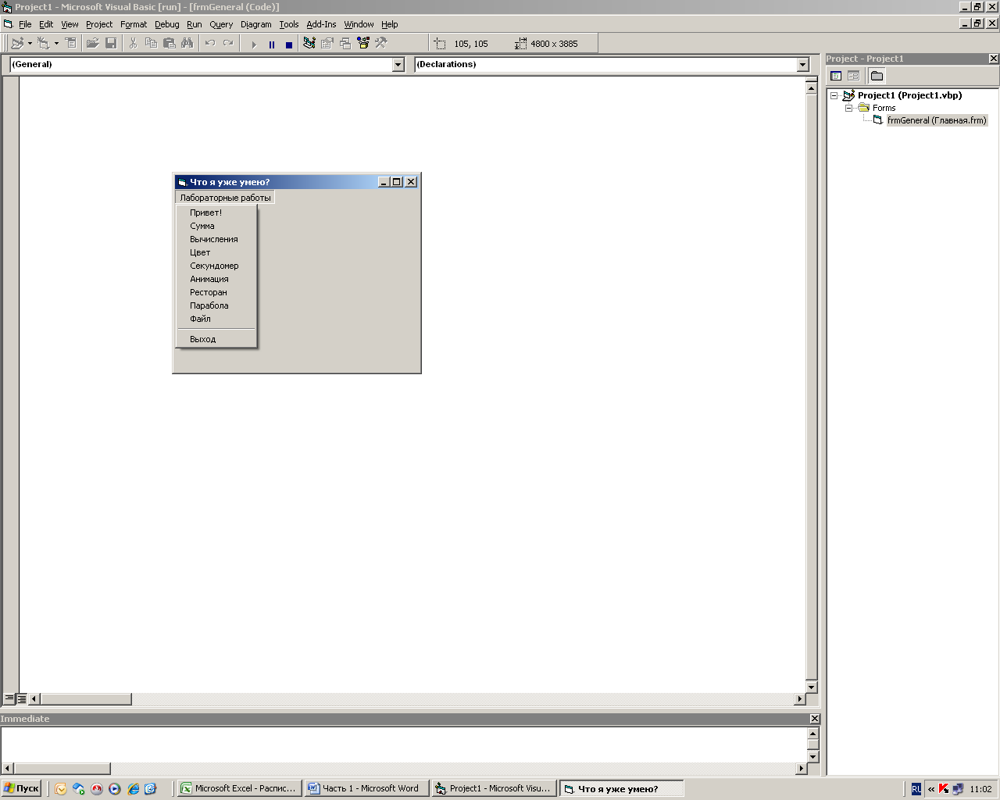 Project1 - Microsoft Visual Basic [run] - [frmGeneral (Code)]
File Edit View Project Format Debug Run Query Diagram Tools Add-Ins Window Help
105, 105 4800 x 3885
(General) (Declarations)
Project - Project1
Project1 (Project1.vbp)
Forms
frmGeneral (Главная.frm)
Что я уже умею?
Лабораторные работы
Привет!
Сумма
Вычисления
Цвет
Секундомер
Анимация
Ресторан
Парабола
Файл
Выход
Immediate
Пуск Microsoft Excel - Распис... Часть 1 - Microsoft Word Project1 - Microsoft Visu... Что я уже умею? RL « 11:02